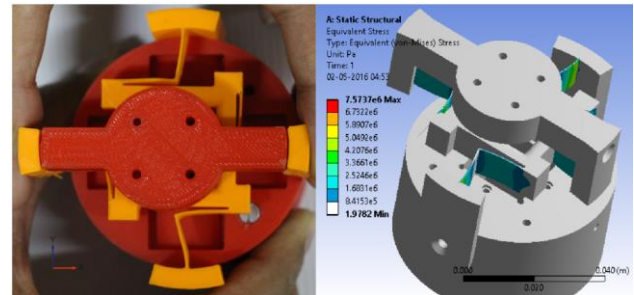 A: Static Structural
Equivalent Stress
Type: Equivalent (von-Mises) Stress
Unit: Pa
Time: 1
02-05-2016 04:53
7.5737e6 Max
6.7322e6
5.8907e6
5.0492e6
4.2076e6
3.3661e6
2.5246e6
1.6831e6
8.4153e5
1.9782 Min
0.000
0.040 (m)
0.020